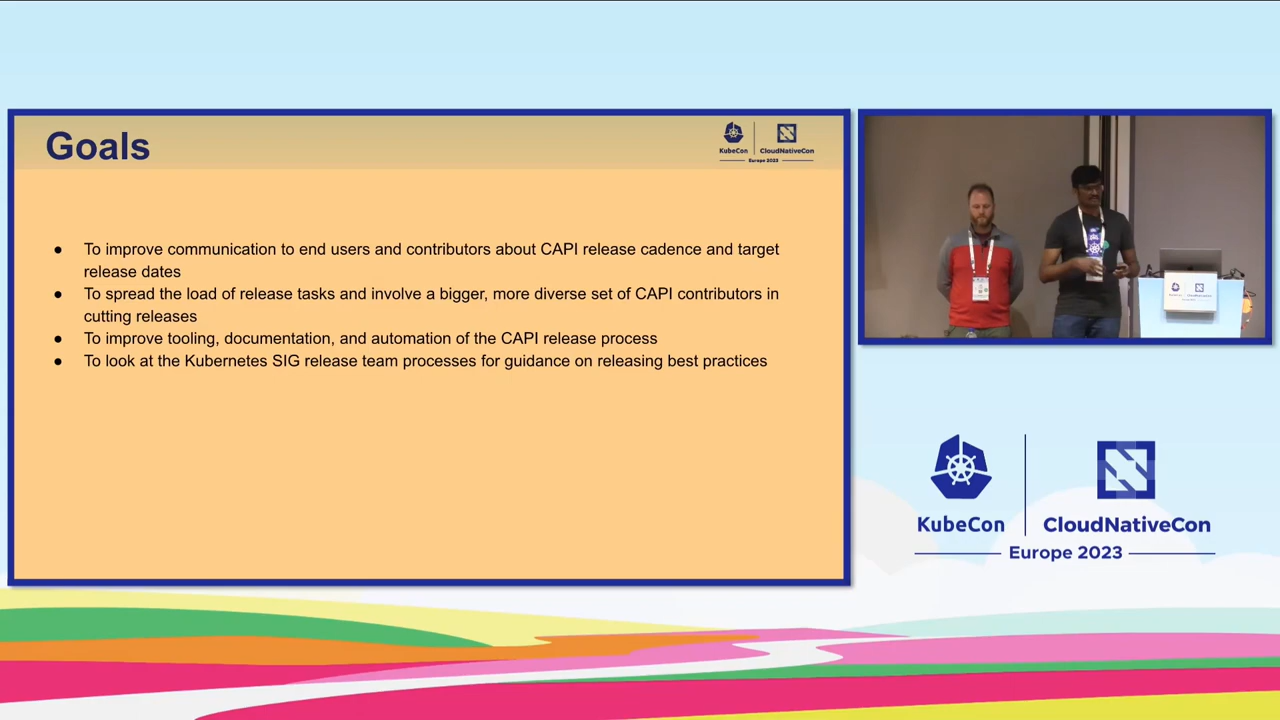 Goals
KubeCon
CloudNativeCon
Europe 2023
● To improve communication to end users and contributors about CAPI release cadence and target
release dates
● To spread the load of release tasks and involve a bigger, more diverse set of CAPI contributors in
cutting releases
● To improve tooling, documentation, and automation of the CAPI release process
● To look at the Kubernetes SIG release team processes for guidance on releasing best practices
KubeCon
CloudNativeCon
Europe 2023